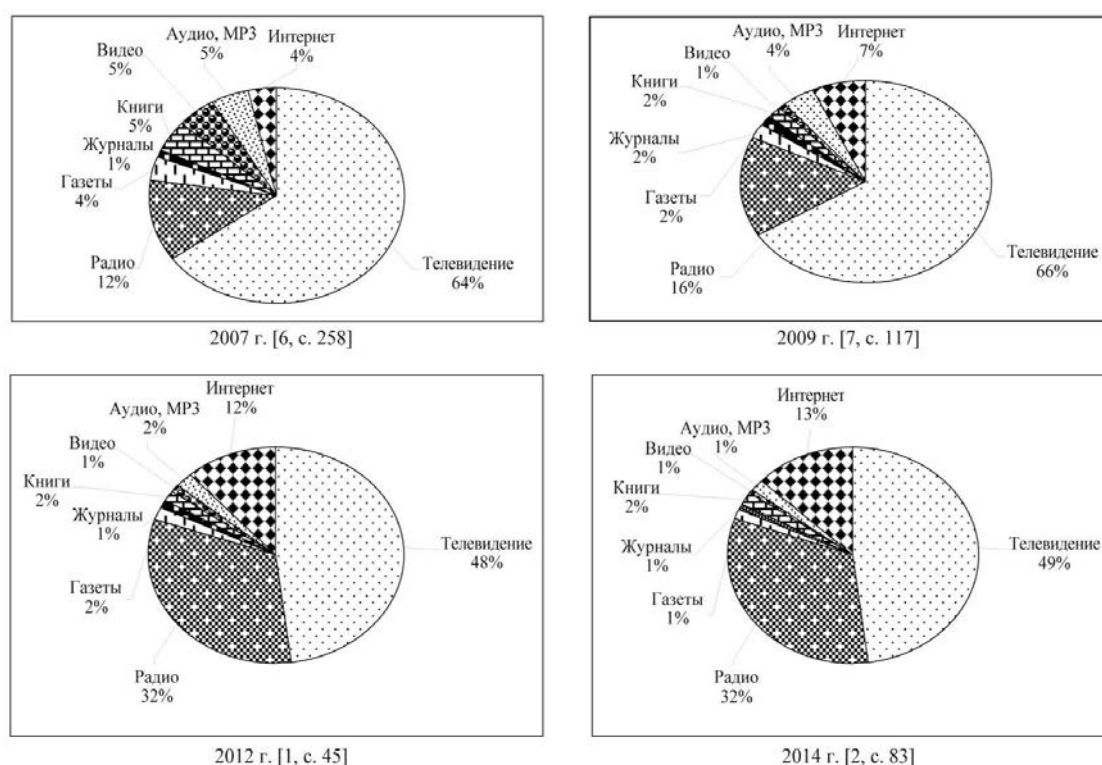 Аудио, MP3
5%
Интернет
4%
Видео
5%
Книги
5%
Журналы
1%
Газеты
4%
Радио
12%
Телевидение
64%
2007 г. [6, с. 258]
Аудио, MP3
4%
Интернет
7%
Видео
1%
Книги
2%
Журналы
2%
Газеты
2%
Радио
16%
Телевидение
66%
2009 г. [7, с. 117]
Интернет
12%
Аудио, MP3
2%
Видео
1%
Книги
2%
Журналы
1%
Газеты
2%
Радио
32%
Телевидение
48%
2012 г. [1, с. 45]
Интернет
13%
Аудио, MP3
1%
Видео
1%
Книги
2%
Журналы
1%
Газеты
1%
Радио
32%
Телевидение
49%
2014 г. [2, с. 83]